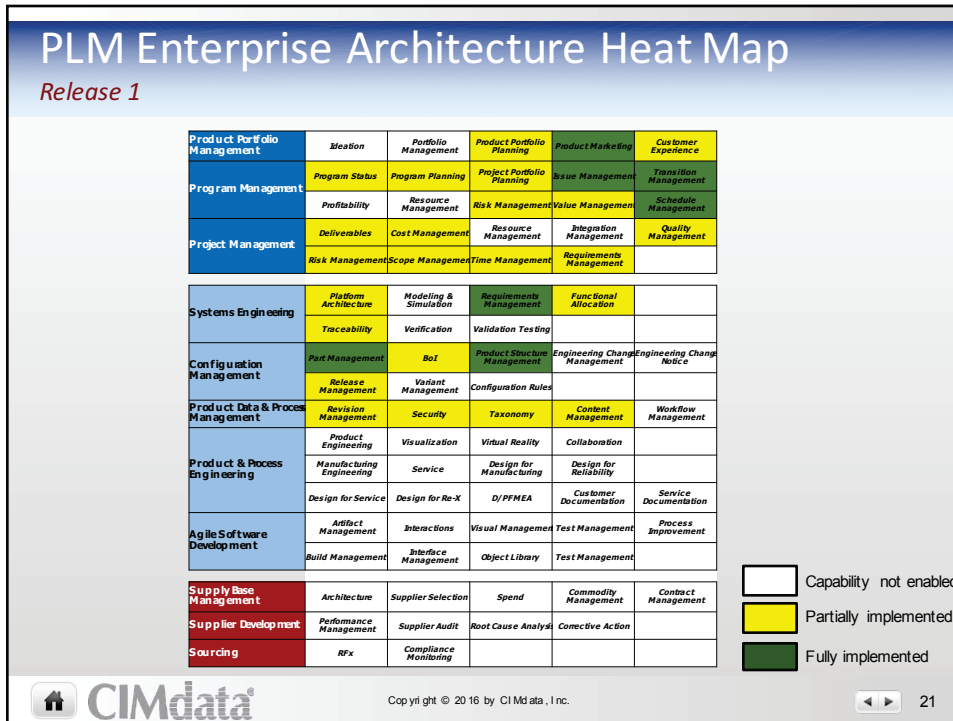 PLM Enterprise Architecture Heat Map
Release 1
Product Portfolio
Management
Ideation
Portfolio
Management
Product Portfolio
Planning
Product Marketing
Customer
Experience
Program Management
Program Status
Program Planning
Project Portfolio
Planning
Issue Management
Transition
Management
Profitability
Resource
Management
Risk Management
Value Management
Schedule
Management
Project Management
Deliverables
Cost Management
Resource
Management
Integration
Management
Quality
Management
Risk Management
Scope Managemen
Time Management
Requirements
Management
Systems Engineering
Platform
Architecture
Modeling &
Simulation
Requirements
Management
Functional
Allocation
Traceability
Verification
Validation Testing
Configuration
Management
Part Management
BoI
Product Structure
Management
Engineering Change
Management
Engineering Change
Notice
Release
Management
Variant
Management
Configuration Rules
Product Data & Process
Management
Revision
Management
Security
Taxonomy
Content
Management
Workflow
Management
Product & Process
Engineering
Product
Engineering
Visualization
Virtual Reality
Collaboration
Manufacturing
Engineering
Service
Design for
Manufacturing
Design for
Reliability
Design for Service
Design for Re-X
D/PFMEA
Customer
Documentation
Service
Documentation
Agile Software
Development
Artifact
Management
Interactions
Visual Managemen
Test Management
Process
Improvement
Build Management
Interface
Management
Object Library
Test Management
Supply Base
Management
Architecture
Supplier Selection
Spend
Commodity
Management
Contract
Management
Supplier Development
Performance
Management
Supplier Audit
Root Cause Analysis
Corrective Action
Sourcing
RFx
Compliance
Monitoring
Capability not enabled
Partially implemented
Fully implemented
CIMdata®
Copyright © 2016 by CIMdata, Inc.
21